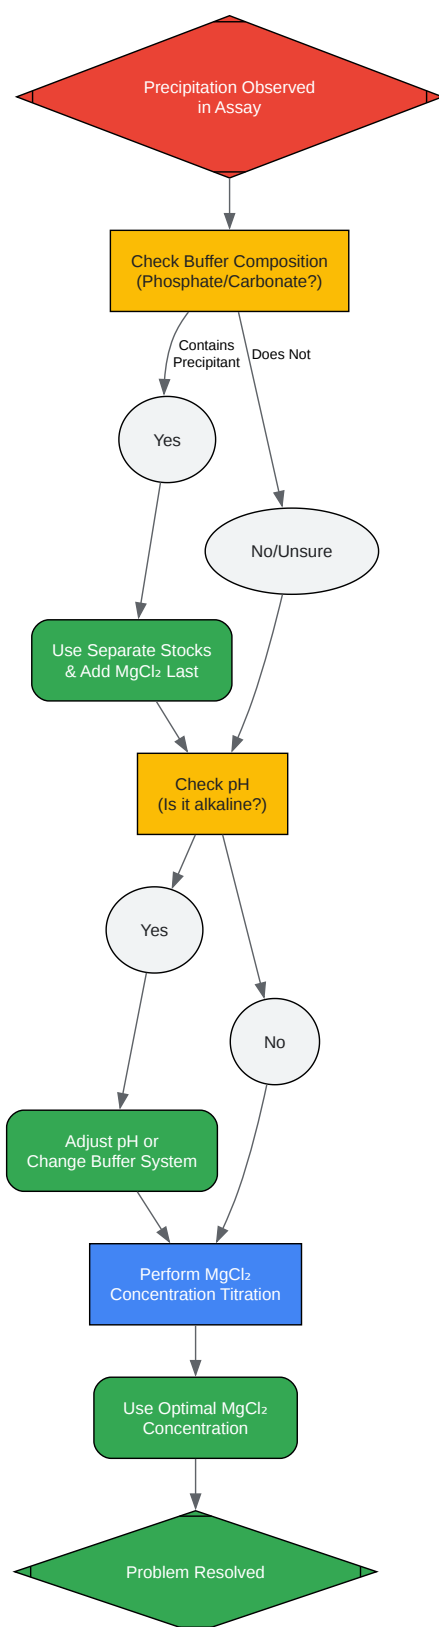 Precipitation Observed
in Assay
Check Buffer Composition
(Phosphate/Carbonate?)
Contains
Precipitant
Does Not
Yes
No/Unsure
Use Separate Stocks
& Add MgCl₂ Last
Check pH
(Is it alkaline?)
Yes
No
Adjust pH or
Change Buffer System
Perform MgCl₂
Concentration Titration
Use Optimal MgCl₂
Concentration
Problem Resolved